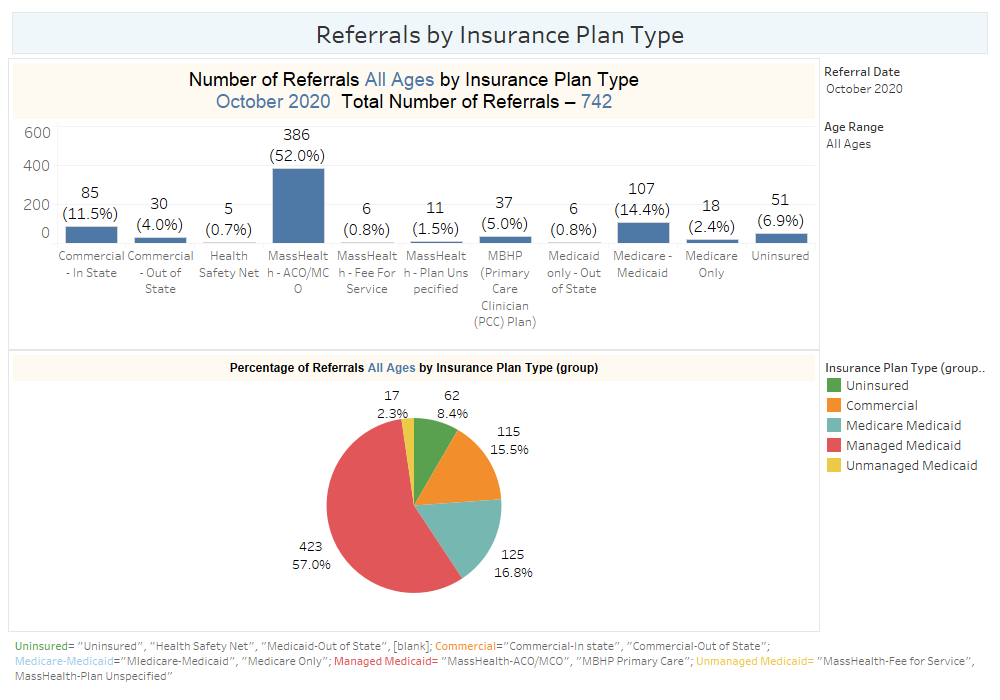 Referrals by Insurance Plan Type
Number of Referrals All Ages by Insurance Plan Type
October 2020 Total Number of Referrals – 742
Referral Date
October 2020
Age Range
All Ages
600
400
200
0
85
(11.5%)
30
(4.0%)
5
(0.7%)
386
(52.0%)
6
(0.8%)
11
(1.5%)
37
(5.0%)
6
(0.8%)
107
(14.4%)
18
(2.4%)
51
(6.9%)
Commercial
- In State
Commercial
- Out of
State
Health
Safety Net
MassHealt
h - ACO/MC
O
MassHealt
h - Fee For
Service
MassHealt
h - Plan Uns
pecified
MBHP
(Primary
Care
Clinician
(PCC) Plan)
Medicaid
only - Out
of State
Medicare -
Medicaid
Medicare
Only
Uninsured
Percentage of Referrals All Ages by Insurance Plan Type (group)
17
2.3%
62
8.4%
115
15.5%
125
16.8%
423
57.0%
Insurance Plan Type (group..
Uninsured
Commercial
Medicare Medicaid
Managed Medicaid
Unmanaged Medicaid
Uninsured= "Uninsured", "Health Safety Net", "Medicaid-Out of State", [blank]; Commercial="Commercial-In state", "Commercial-Out of State";
Medicare-Medicaid="MIedicare-Medicaid", "Medicare Only"; Managed Medicaid= "MassHealth-ACO/MCO", "MBHP Primary Care"; Unmanaged Medicaid= "MassHealth-Fee for Service",
MassHealth-Plan Unspecified"